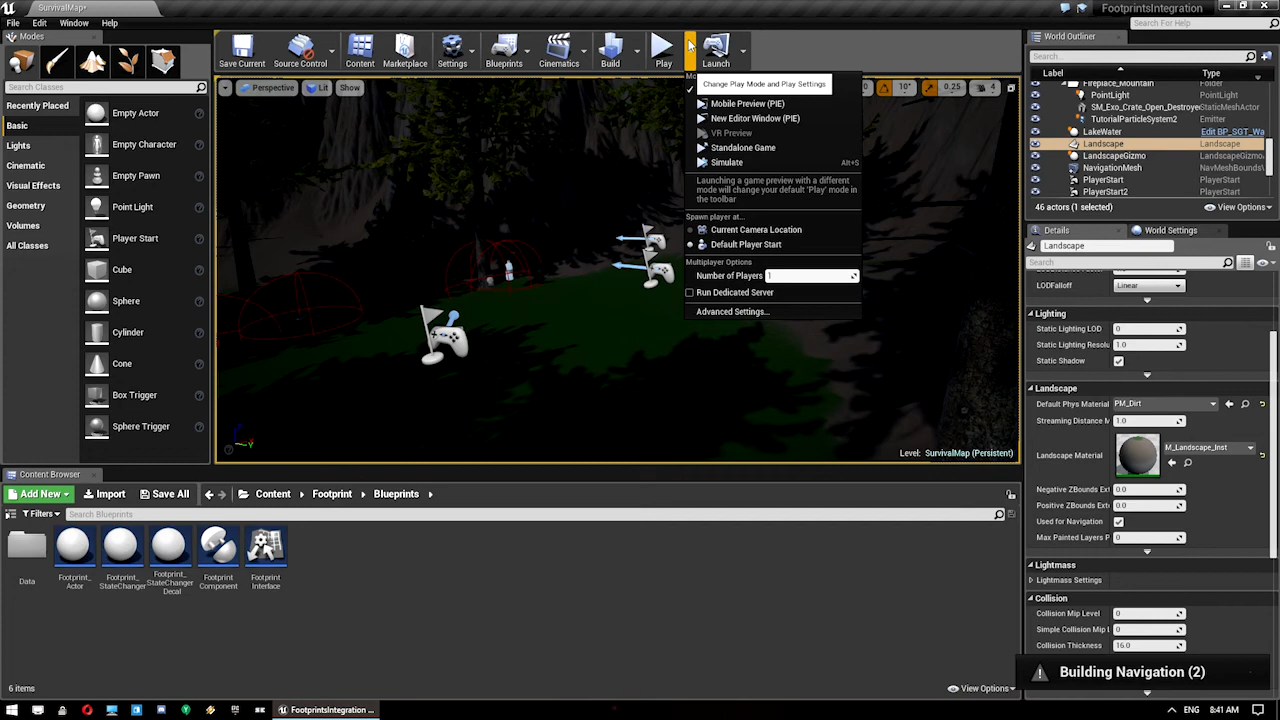 SurvivalMap*
FootprintsIntegration
File Edit Window Help
Search For Help
Modes
Save Current
Source Control
Content
Marketplace
Settings
Blueprints
Cinematics
Build
Play
Launch
World Outliner
Search
Label Type
Search Classes
Recently Placed
Basic
Lights
Cinematic
Visual Effects
Geometry
Volumes
All Classes
Empty Actor
Empty Character
Empty Pawn
Point Light
Player Start
Cube
Sphere
Cylinder
Cone
Box Trigger
Sphere Trigger
Perspective Lit Show
10° 0.25 4
Change Play Mode and Play Settings
Mobile Preview (PIE)
New Editor Window (PIE)
VR Preview
Standalone Game
Simulate Alt+S
Launching a game preview with a different
mode will change your default 'Play' mode in
the toolbar
Spawn player at...
Current Camera Location
Default Player Start
Multiplayer Options
Number of Players 1
Run Dedicated Server
Advanced Settings...
Level: SurvivalMap (Persistent)
Fireplace_Mountain Folder
PointLight PointLight
SM_Exo_Crate_Open_Destroye StaticMeshActor
TutorialParticleSystem2 Emitter
LakeWater Edit BP_SGT_Wa
Landscape Landscape
LandscapeGizmo LandscapeGizmo
NavigationMesh NavMeshBounds
PlayerStart PlayerStart
PlayerStart2 PlayerStart
46 actors (1 selected) View Options
Details World Settings
Landscape
Search
LODFalloff Linear
Lighting
Static Lighting LOD 0
Static Lighting Resolu 1.0
Static Shadow
Landscape
Default Phys Material PM_Dirt
Streaming Distance M 1.0
Landscape Material M_Landscape_Inst
Negative ZBounds Ext 0.0
Positive ZBounds Exte 0.0
Used for Navigation
Max Painted Layers P 0
Lightmass
Lightmass Settings
Collision
Collision Mip Level 0
Simple Collision Mip L 0
Collision Thickness 16.0
Building Navigation (2)
Content Browser
Add New Import Save All Content Footprint Blueprints
Filters Search Blueprints
Data
Footprint_
Actor
Footprint_
StateChanger
Footprint_
StateChanger
Decal
Footprint
Component
Footprint
Interface
6 items View Options
FootprintsIntegration ...
ENG 8:41 AM